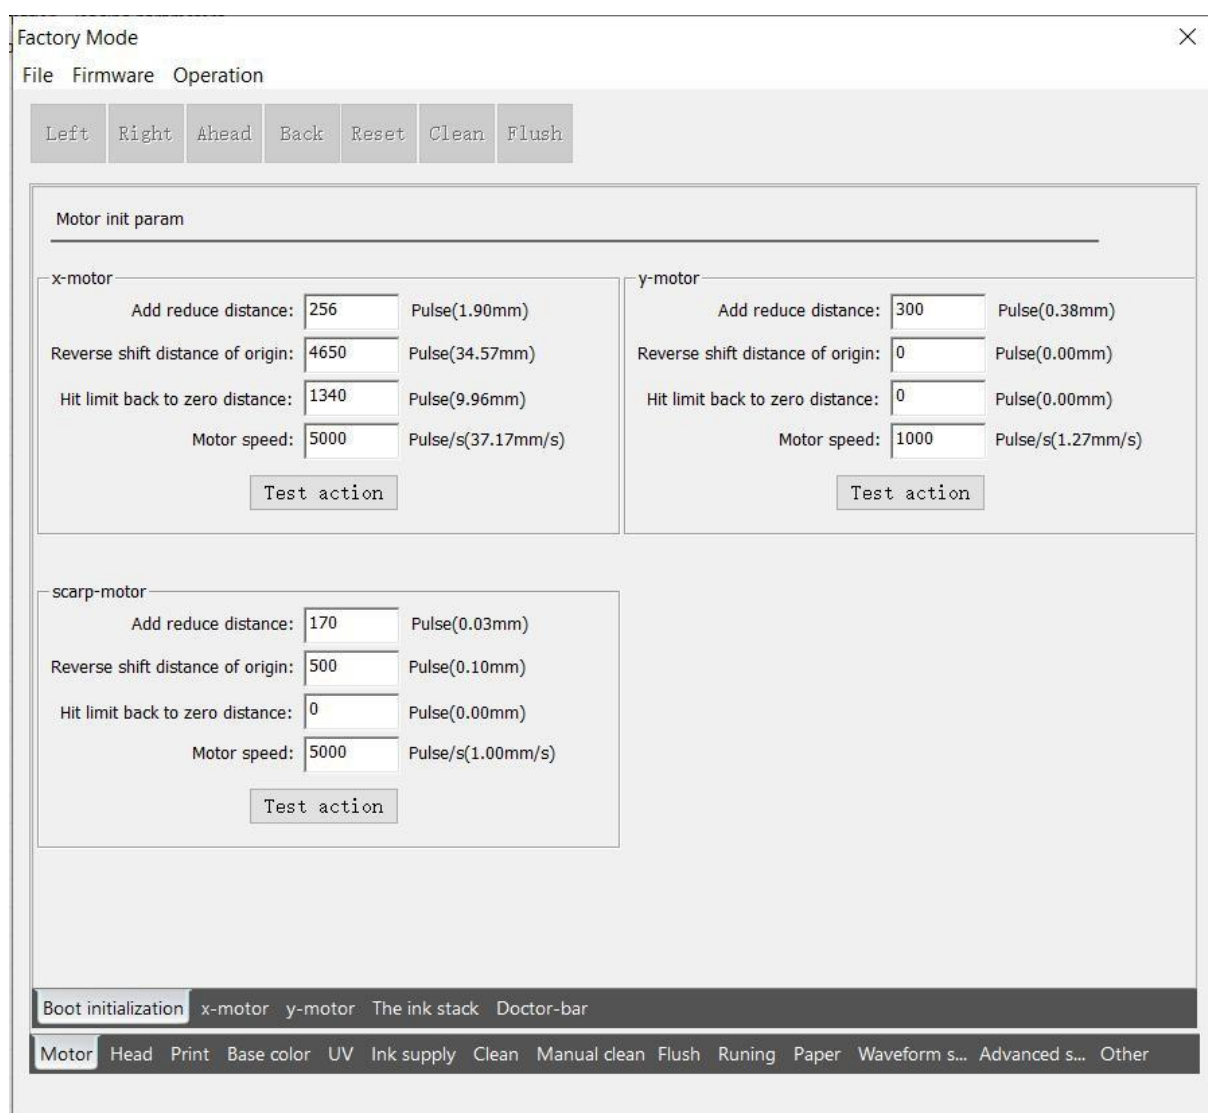 Factory Mode
File Firmware Operation
Left Right Ahead Back Reset Clean Flush
Motor init param
x-motor
Add reduce distance: 256 Pulse(1.90mm)
Reverse shift distance of origin: 4650 Pulse(34.57mm)
Hit limit back to zero distance: 1340 Pulse(9.96mm)
Motor speed: 5000 Pulse/s(37.17mm/s)
Test action
y-motor
Add reduce distance: 300 Pulse(0.38mm)
Reverse shift distance of origin: 0 Pulse(0.00mm)
Hit limit back to zero distance: 0 Pulse(0.00mm)
Motor speed: 1000 Pulse/s(1.27mm/s)
Test action
scarp-motor
Add reduce distance: 170 Pulse(0.03mm)
Reverse shift distance of origin: 500 Pulse(0.10mm)
Hit limit back to zero distance: 0 Pulse(0.00mm)
Motor speed: 5000 Pulse/s(1.00mm/s)
Test action
Boot initialization x-motor y-motor The ink stack Doctor-bar
Motor Head Print Base color UV Ink supply Clean Manual clean Flush Runing Paper Waveform s... Advanced s... Other